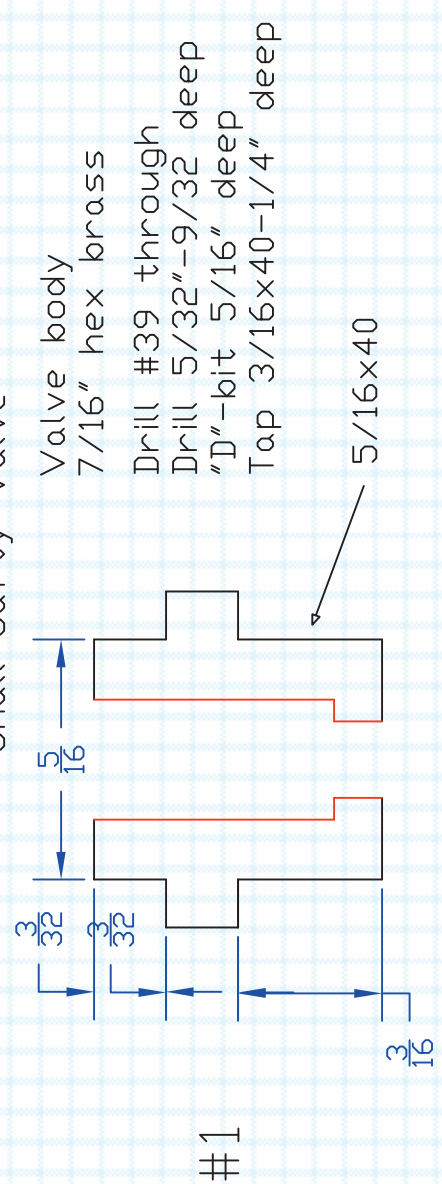 Valve body
7/16" hex brass
Drill #39 through
Drill 5/32"-9/32 deep
"D"-bit 5/16" deep
Tap 3/16x40-1/4" deep
5/16x40
5/16
3/32
3/32
3/16
#1